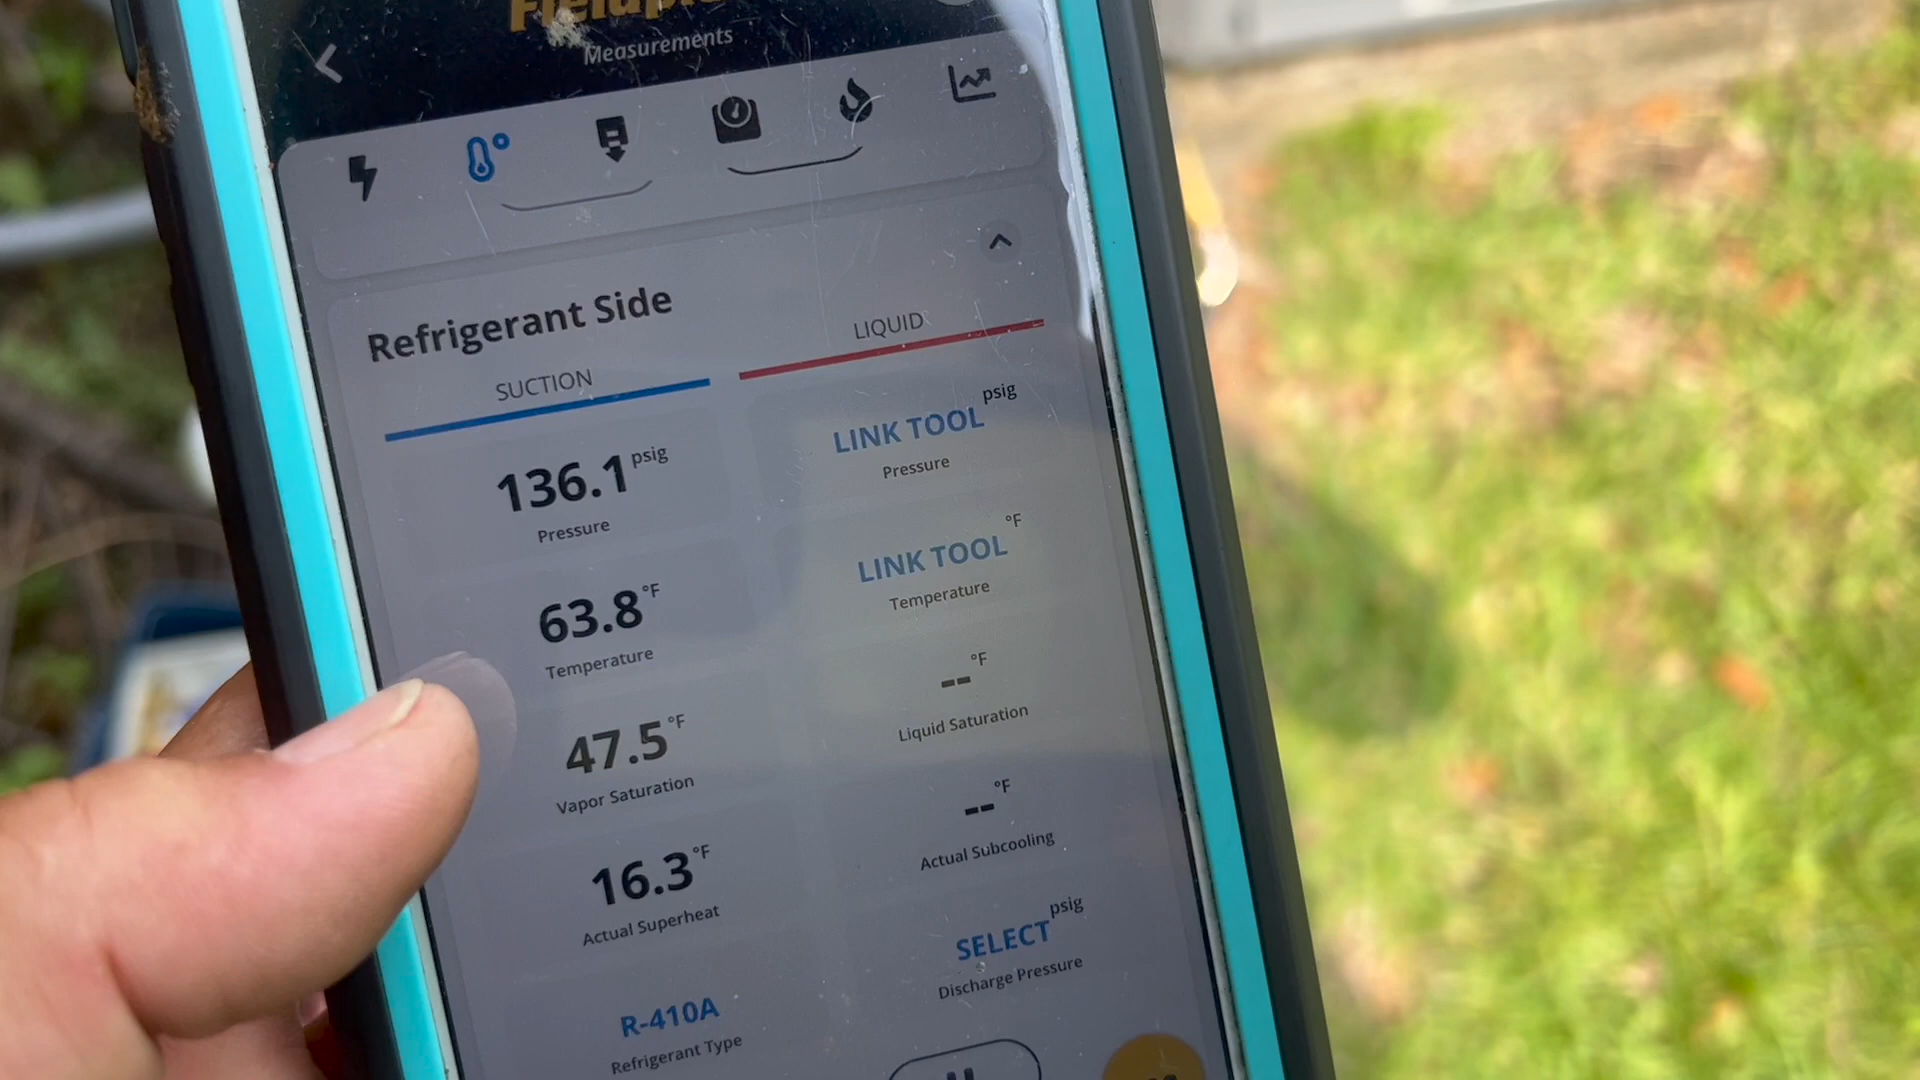 Measurements
Refrigerant Side
SUCTION
LIQUID
136.1 psig
Pressure
LINK TOOL psig
Pressure
63.8 °F
Temperature
LINK TOOL °F
Temperature
47.5 °F
Vapor Saturation
-- °F
Liquid Saturation
16.3 °F
Actual Superheat
-- °F
Actual Subcooling
R-410A
Refrigerant Type
SELECT psig
Discharge Pressure